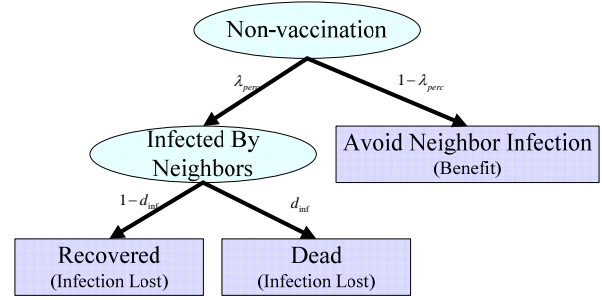 Non-vaccination
λperc
1−λperc
Infected By
Neighbors
Avoid Neighbor Infection
(Benefit)
1−dinf
dinf
Recovered
(Infection Lost)
Dead
(Infection Lost)